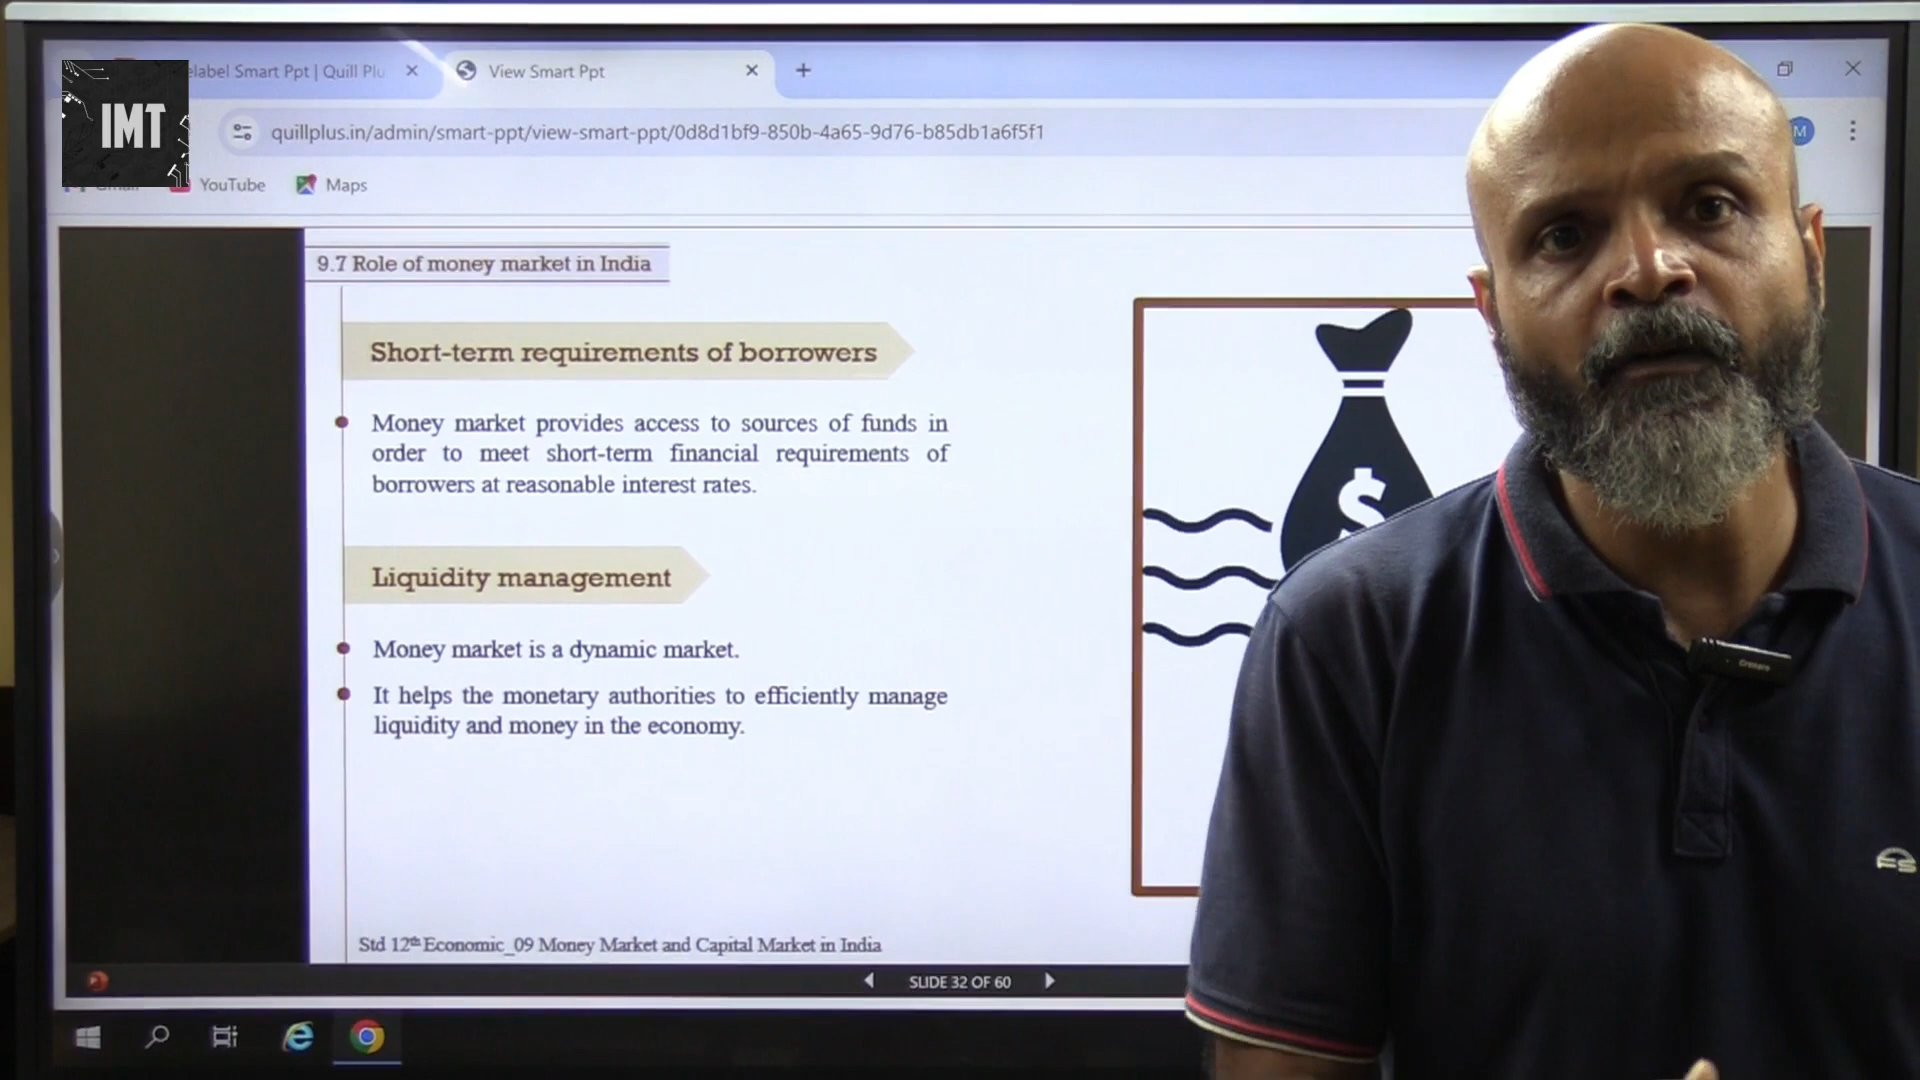 elabel Smart Ppt | Quill Plu
View Smart Ppt
IMT
quillplus.in/admin/smart-ppt/view-smart-ppt/0d8d1bf9-850b-4a65-9d76-b85db1a6f5f1
M
Gmail
YouTube
Maps
9.7 Role of money market in India
Short-term requirements of borrowers
Money market provides access to sources of funds in
order to meet short-term financial requirements of
borrowers at reasonable interest rates.
$
Liquidity management
Money market is a dynamic market.
It helps the monetary authorities to efficiently manage
liquidity and money in the economy.
Std 12th Economic_09 Money Market and Capital Market in India
SLIDE 32 OF 60
FS